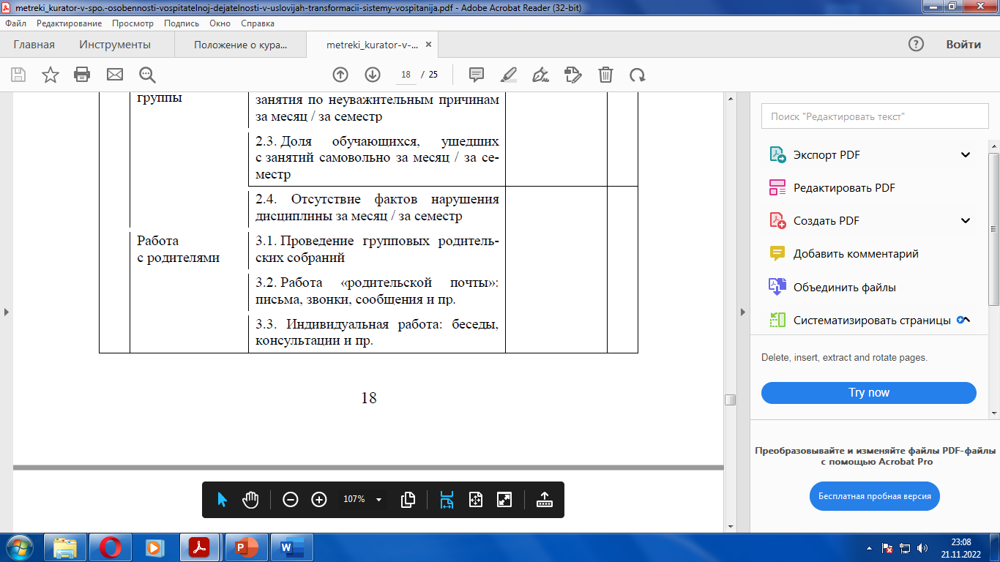 metreki_kurator-v-spo.-osobennosti-vospitatelnoj-dejatelnosti-v-uslovijah-transformacii-sistemy-vospitanija.pdf - Adobe Acrobat Reader (32-bit)
Файл Редактирование Просмотр Подпись Окно Справка
Главная Инструменты Положение о кура... metreki_kurator-v-... × Войти
18 / 25
группы
занятия по неуважительным причинам
за месяц / за семестр
2.3. Доля обучающихся, ушедших
с занятий самовольно за месяц / за се-
местр
2.4. Отсутствие фактов нарушения
дисциплины за месяц / за семестр
Работа
с родителями
3.1. Проведение групповых родитель-
ских собраний
3.2. Работа «родительской почты»:
письма, звонки, сообщения и пр.
3.3. Индивидуальная работа: беседы,
консультации и пр.
18
107%
Поиск "Редактировать текст"
Экспорт PDF
Редактировать PDF
Создать PDF
Добавить комментарий
Объединить файлы
Систематизировать страницы
Delete, insert, extract and rotate pages.
Try now
Преобразовывайте и изменяйте файлы PDF-файлы
с помощью Acrobat Pro
Бесплатная пробная версия
23:08
21.11.2022